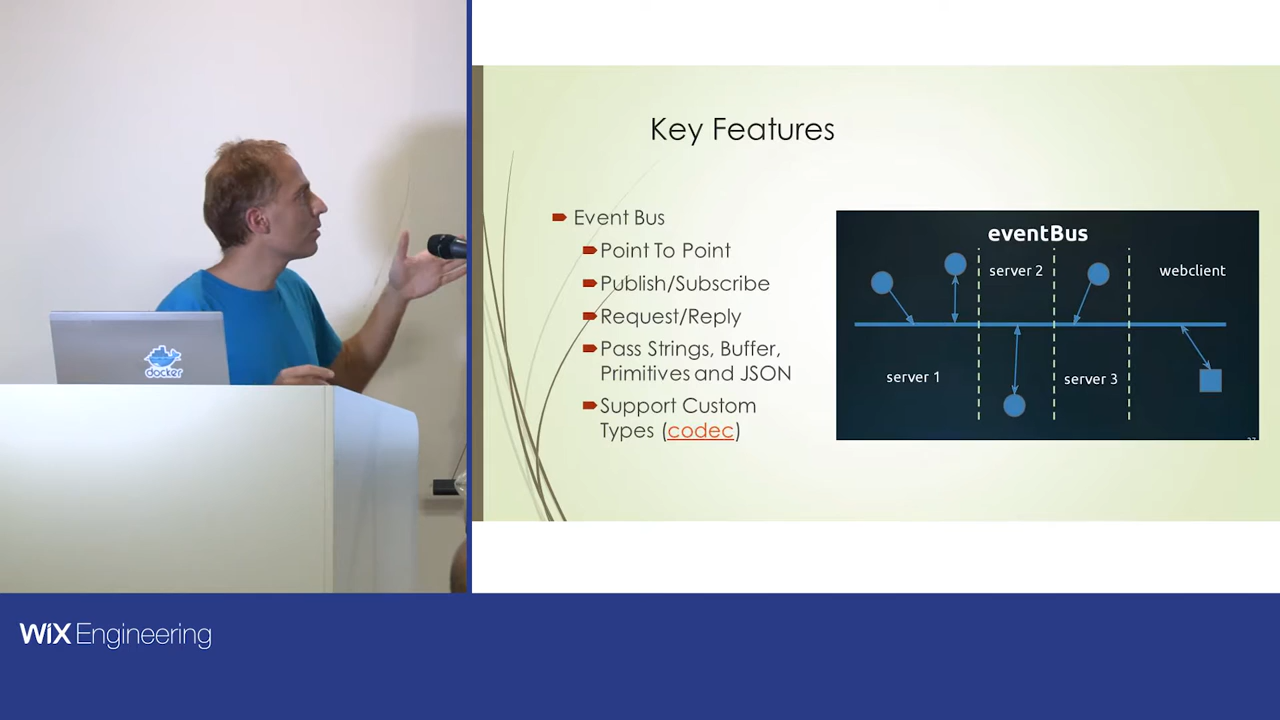 Key Features
Event Bus
Point To Point
Publish/Subscribe
Request/Reply
Pass Strings, Buffer,
Primitives and JSON
Support Custom
Types (codec)
eventBus
server 2
webclient
server 1
server 3
37
docker
WiX Engineering